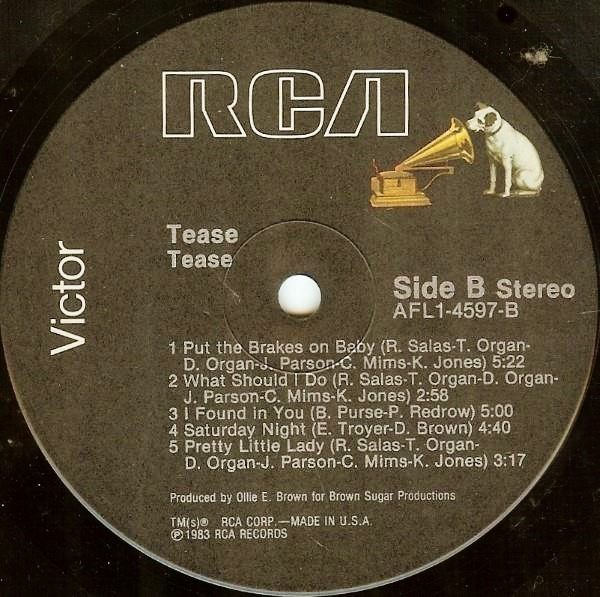 RCA
Victor
Tease
Tease
Side B Stereo
AFL1-4597-B
1 Put the Brakes on Baby (R. Salas-T. Organ-
D. Organ-J. Parson-C. Mims-K. Jones) 5:22
2 What Should I Do (R. Salas-T. Organ-D. Organ-
J. Parson-C. Mims-K. Jones) 2:58
3 I Found in You (B. Purse-P. Redrow) 5:00
4 Saturday Night (E. Troyer-D. Brown) 4:40
5 Pretty Little Lady (R. Salas-T. Organ-
D. Organ-J. Parson-C. Mims-K. Jones) 3:17
Produced by Ollie E. Brown for Brown Sugar Productions
TM(s)® RCA CORP.—MADE IN U.S.A.
℗ 1983 RCA RECORDS